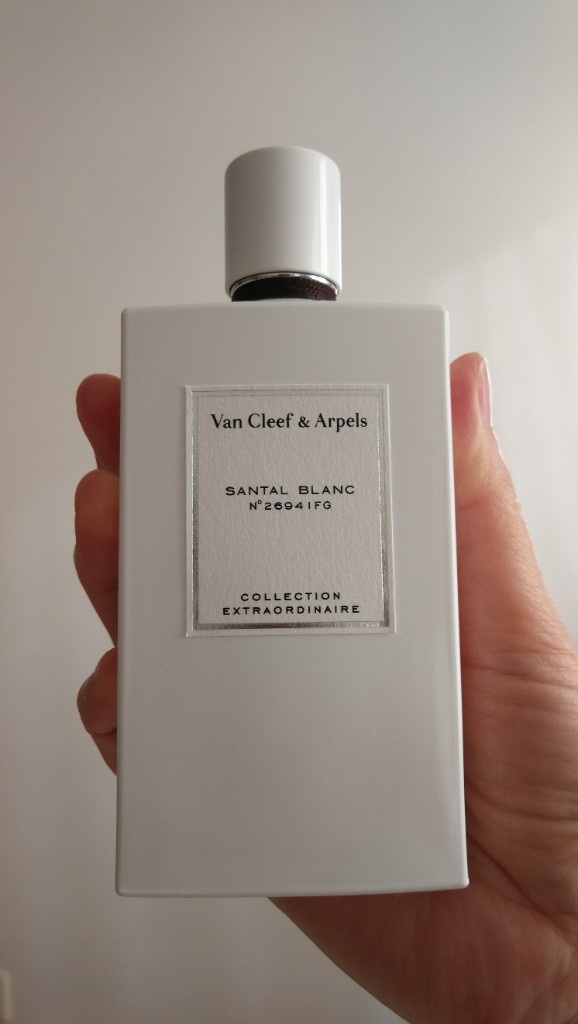 Van Cleef & Arpels
SANTAL BLANC
N°26941FG
COLLECTION
EXTRAORDINAIRE